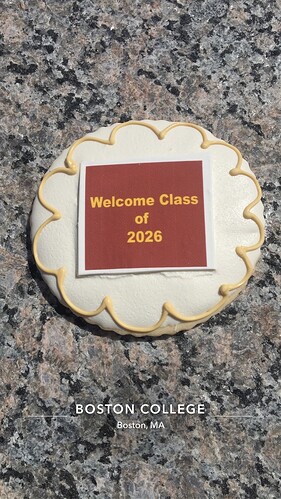 Welcome Class
of
2026
BOSTON COLLEGE
Boston, MA